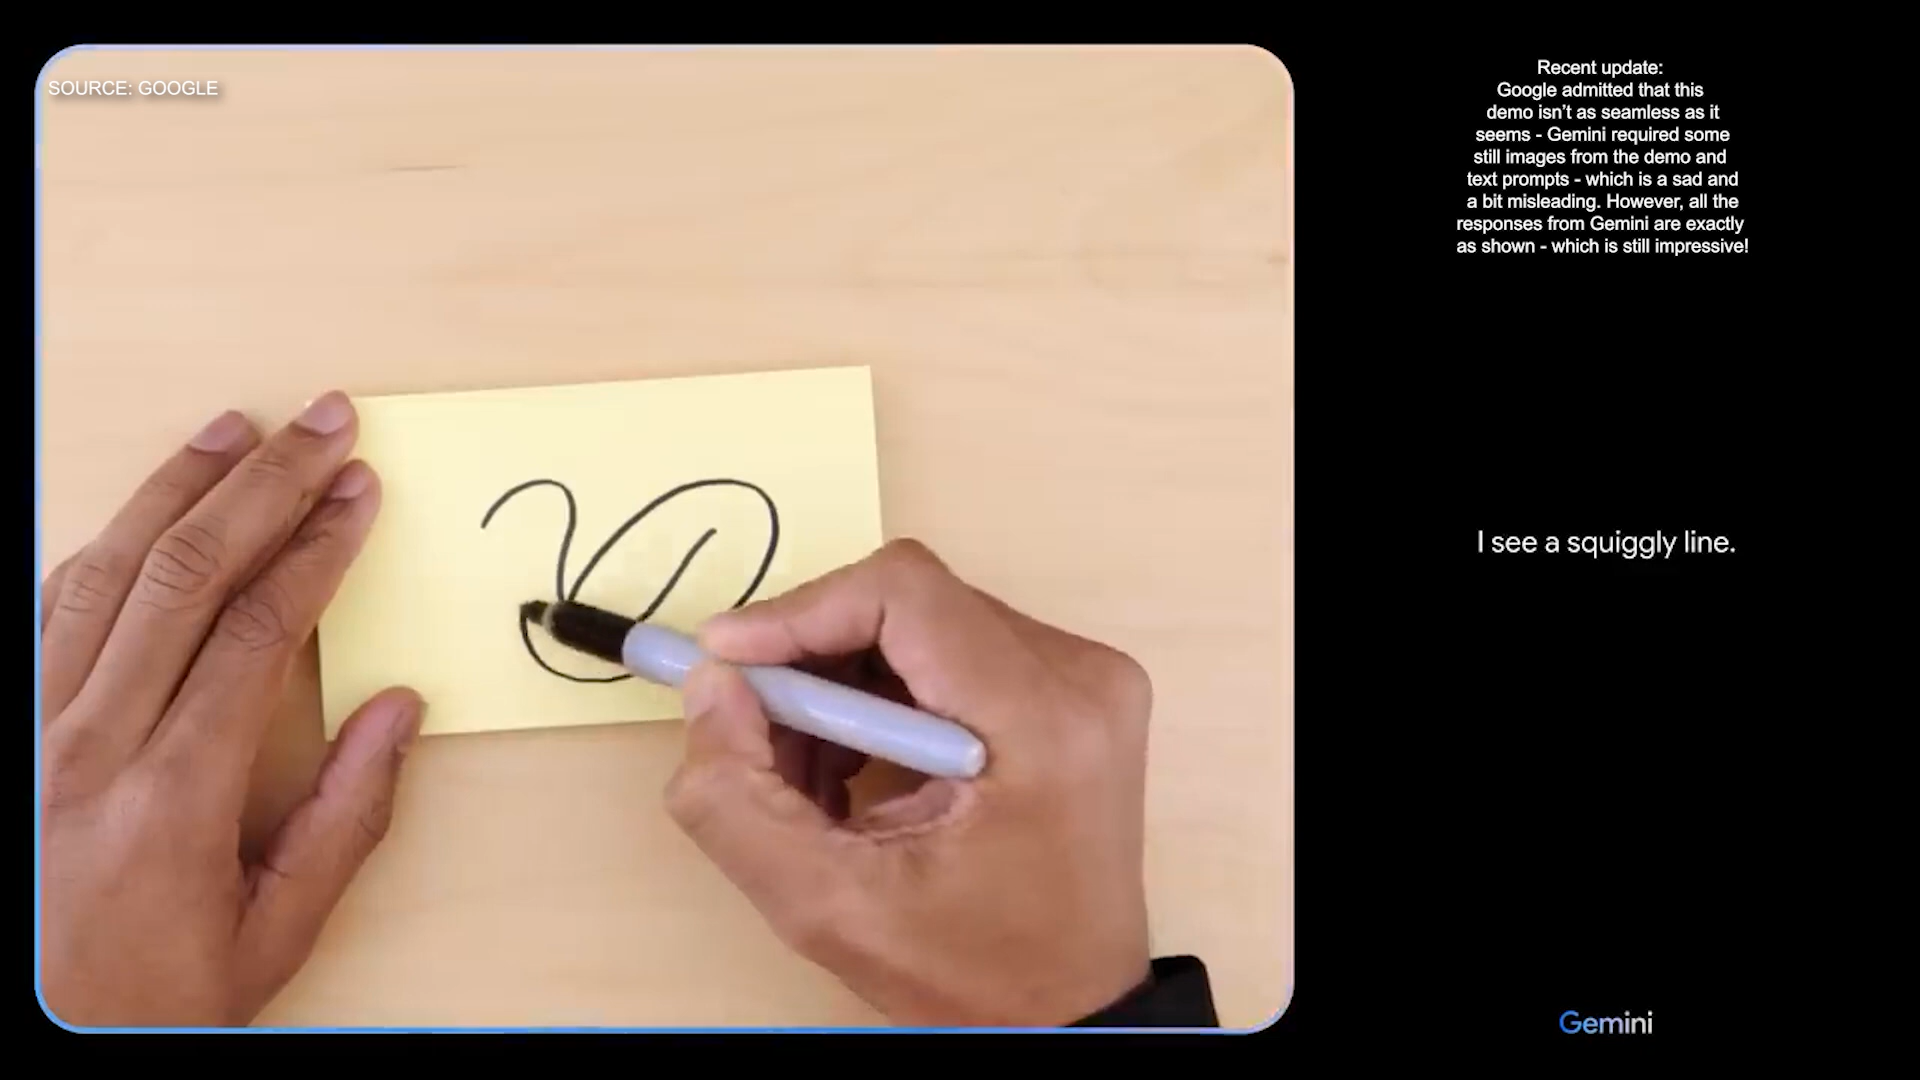 SOURCE: GOOGLE
Recent update:
Google admitted that this
demo isn't as seamless as it
seems - Gemini required some
still images from the demo and
text prompts - which is a sad and
a bit misleading. However, all the
responses from Gemini are exactly
as shown - which is still impressive!
I see a squiggly line.
Gemini